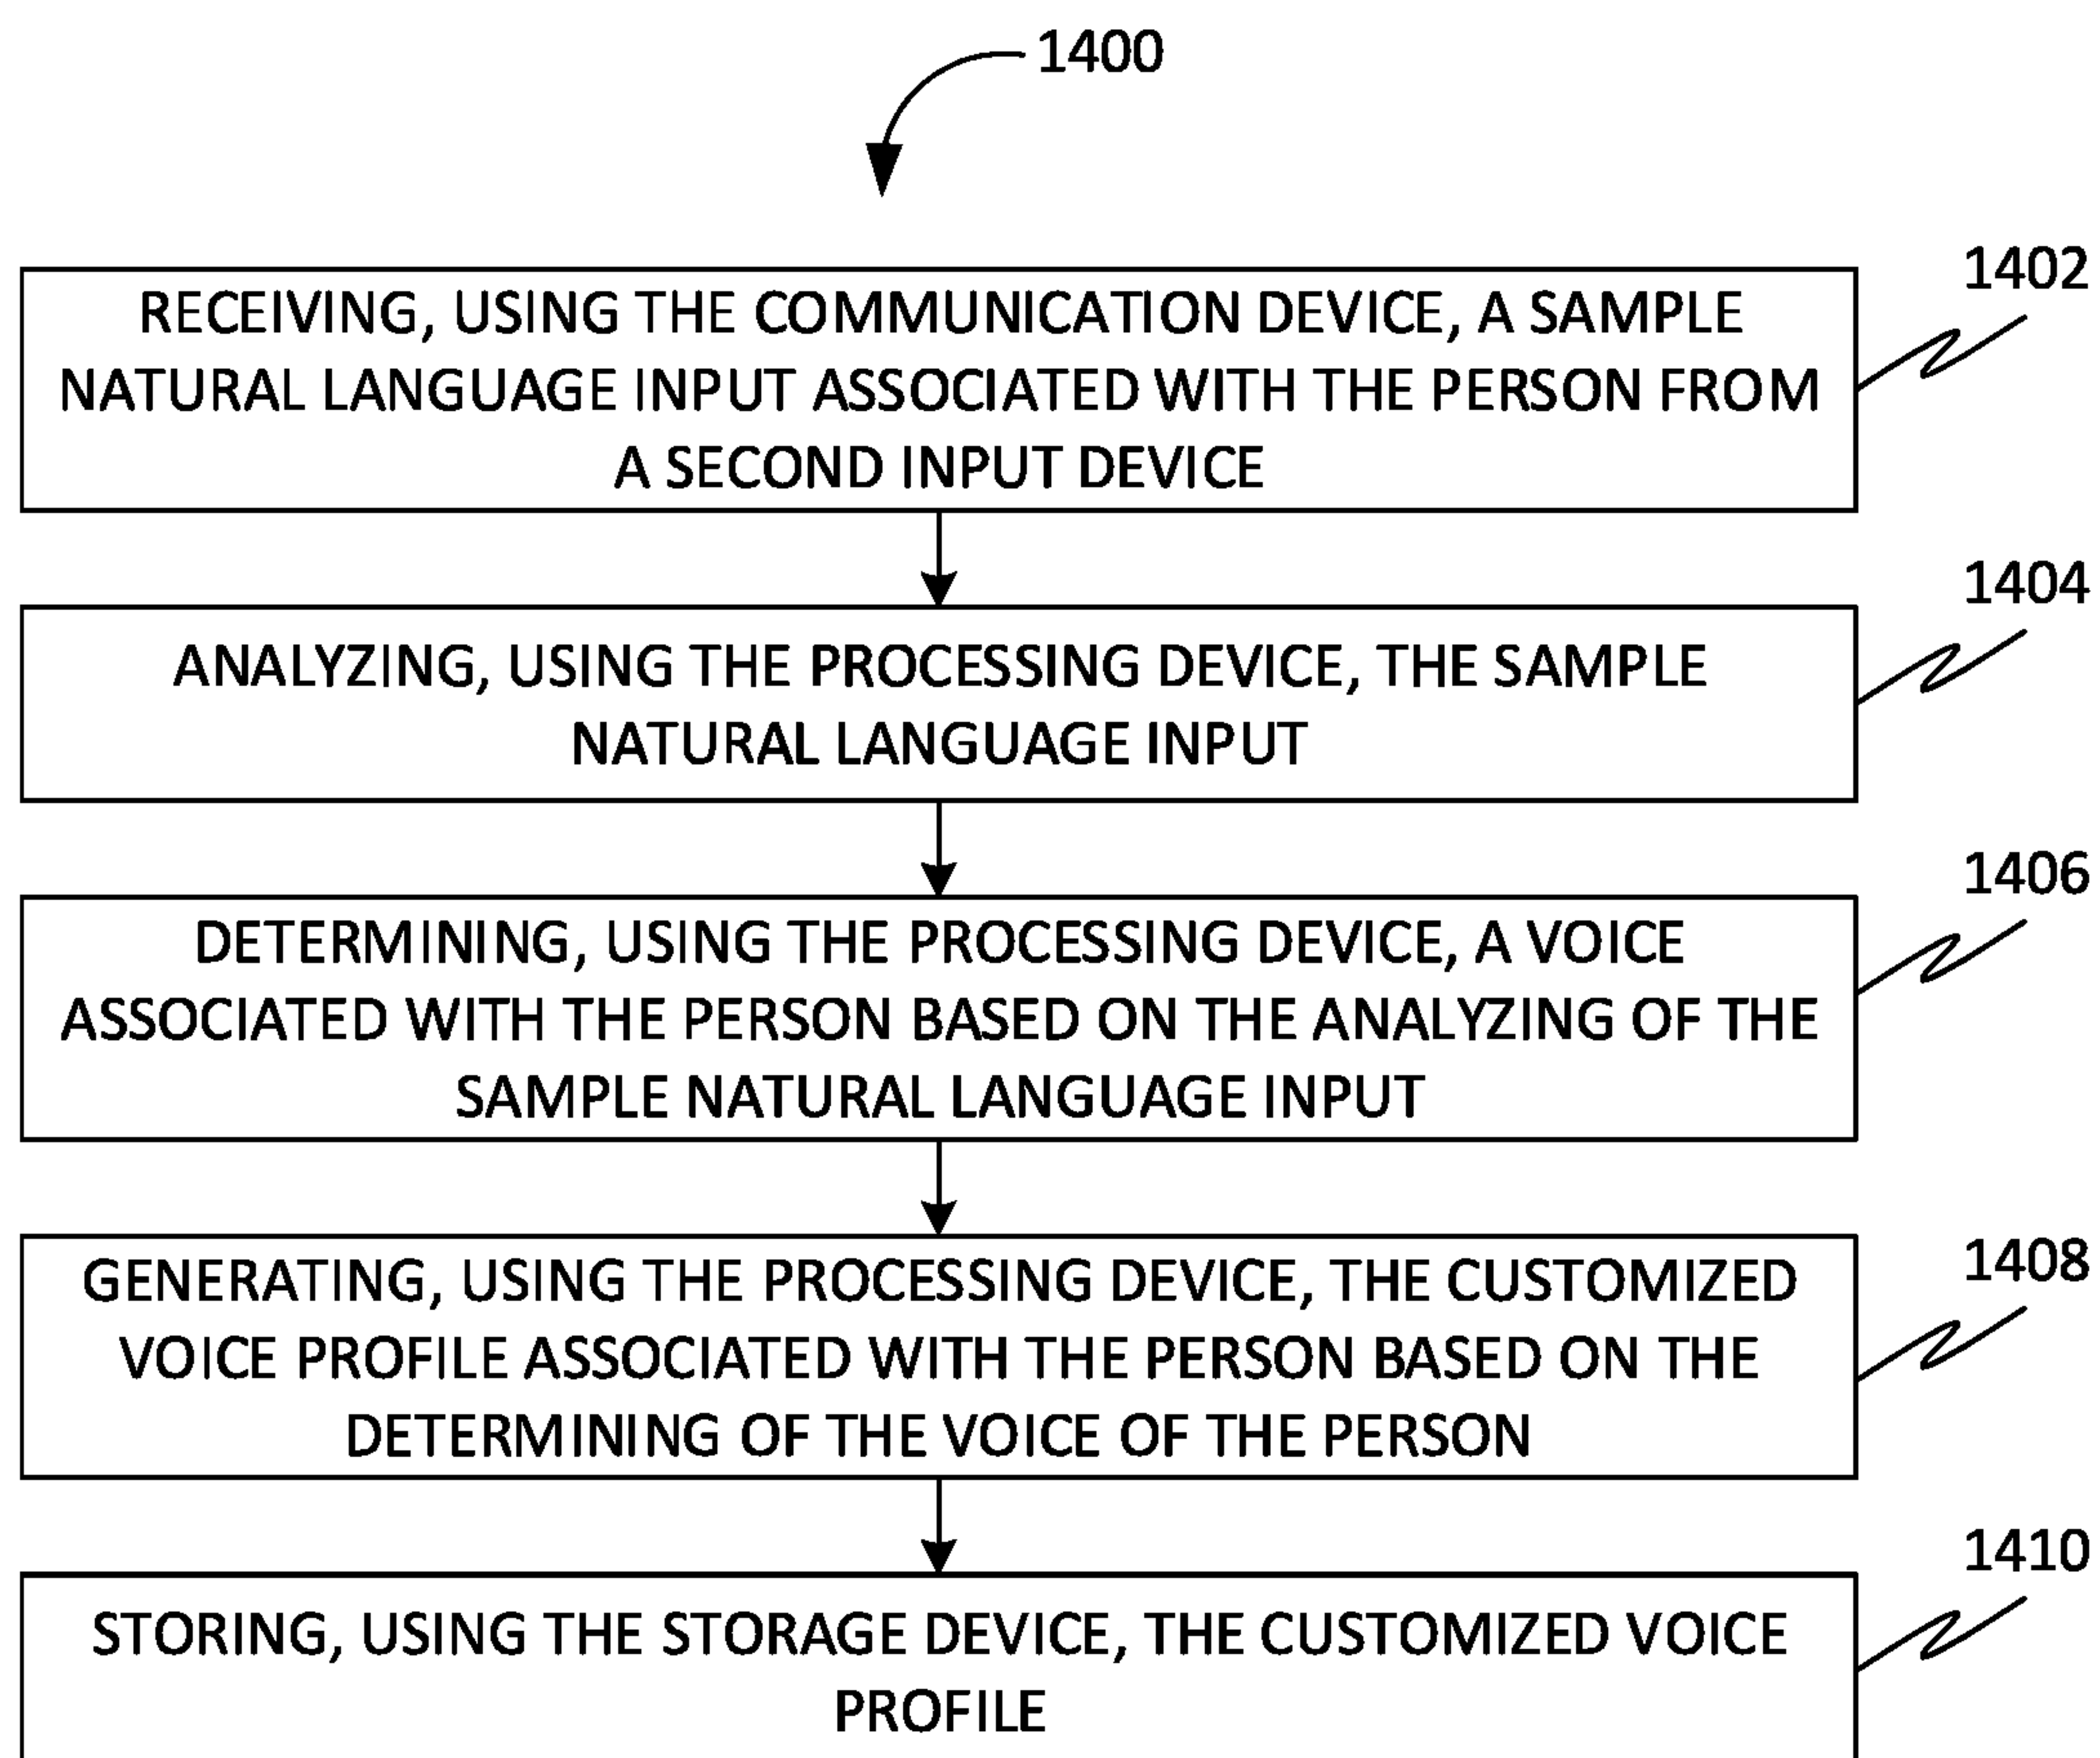 1400
1402
RECEIVING, USING THE COMMUNICATION DEVICE, A SAMPLE
NATURAL LANGUAGE INPUT ASSOCIATED WITH THE PERSON FROM
A SECOND INPUT DEVICE
1404
ANALYZING, USING THE PROCESSING DEVICE, THE SAMPLE
NATURAL LANGUAGE INPUT
1406
DETERMINING, USING THE PROCESSING DEVICE, A VOICE
ASSOCIATED WITH THE PERSON BASED ON THE ANALYZING OF THE
SAMPLE NATURAL LANGUAGE INPUT
1408
GENERATING, USING THE PROCESSING DEVICE, THE CUSTOMIZED
VOICE PROFILE ASSOCIATED WITH THE PERSON BASED ON THE
DETERMINING OF THE VOICE OF THE PERSON
1410
STORING, USING THE STORAGE DEVICE, THE CUSTOMIZED VOICE
PROFILE